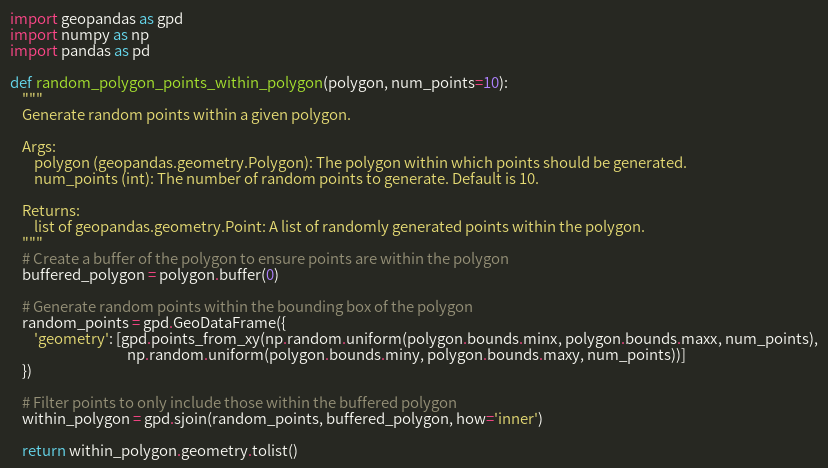 import geopandas as gpd
import numpy as np
import pandas as pd

def random_polygon_points_within_polygon(polygon, num_points=10):
    """
    Generate random points within a given polygon.

    Args:
        polygon (geopandas.geometry.Polygon): The polygon within which points should be generated.
        num_points (int): The number of random points to generate. Default is 10.

    Returns:
        list of geopandas.geometry.Point: A list of randomly generated points within the polygon.
    """
    # Create a buffer of the polygon to ensure points are within the polygon
    buffered_polygon = polygon.buffer(0)

    # Generate random points within the bounding box of the polygon
    random_points = gpd.GeoDataFrame({
        'geometry': [gpd.points_from_xy(np.random.uniform(polygon.bounds.minx, polygon.bounds.maxx, num_points),
                                        np.random.uniform(polygon.bounds.miny, polygon.bounds.maxy, num_points))]
    })

    # Filter points to only include those within the buffered polygon
    within_polygon = gpd.sjoin(random_points, buffered_polygon, how='inner')

    return within_polygon.geometry.tolist()